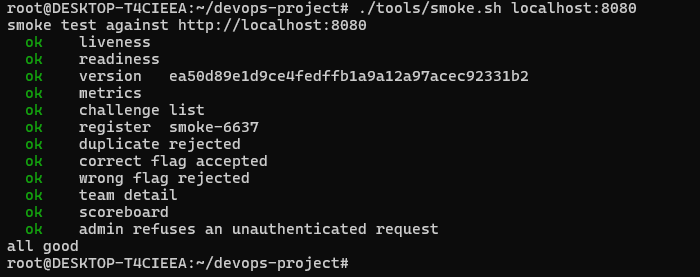 root@DESKTOP-T4CIEEA:~/devops-project# ./tools/smoke.sh localhost:8080
smoke test against http://localhost:8080
ok liveness
ok readiness
ok version ea50d89e1d9ce4fedffb1a9a12a97acec92331b2
ok metrics
ok challenge list
ok register smoke-6637
ok duplicate rejected
ok correct flag accepted
ok wrong flag rejected
ok team detail
ok scoreboard
ok admin refuses an unauthenticated request
all good
root@DESKTOP-T4CIEEA:~/devops-project#